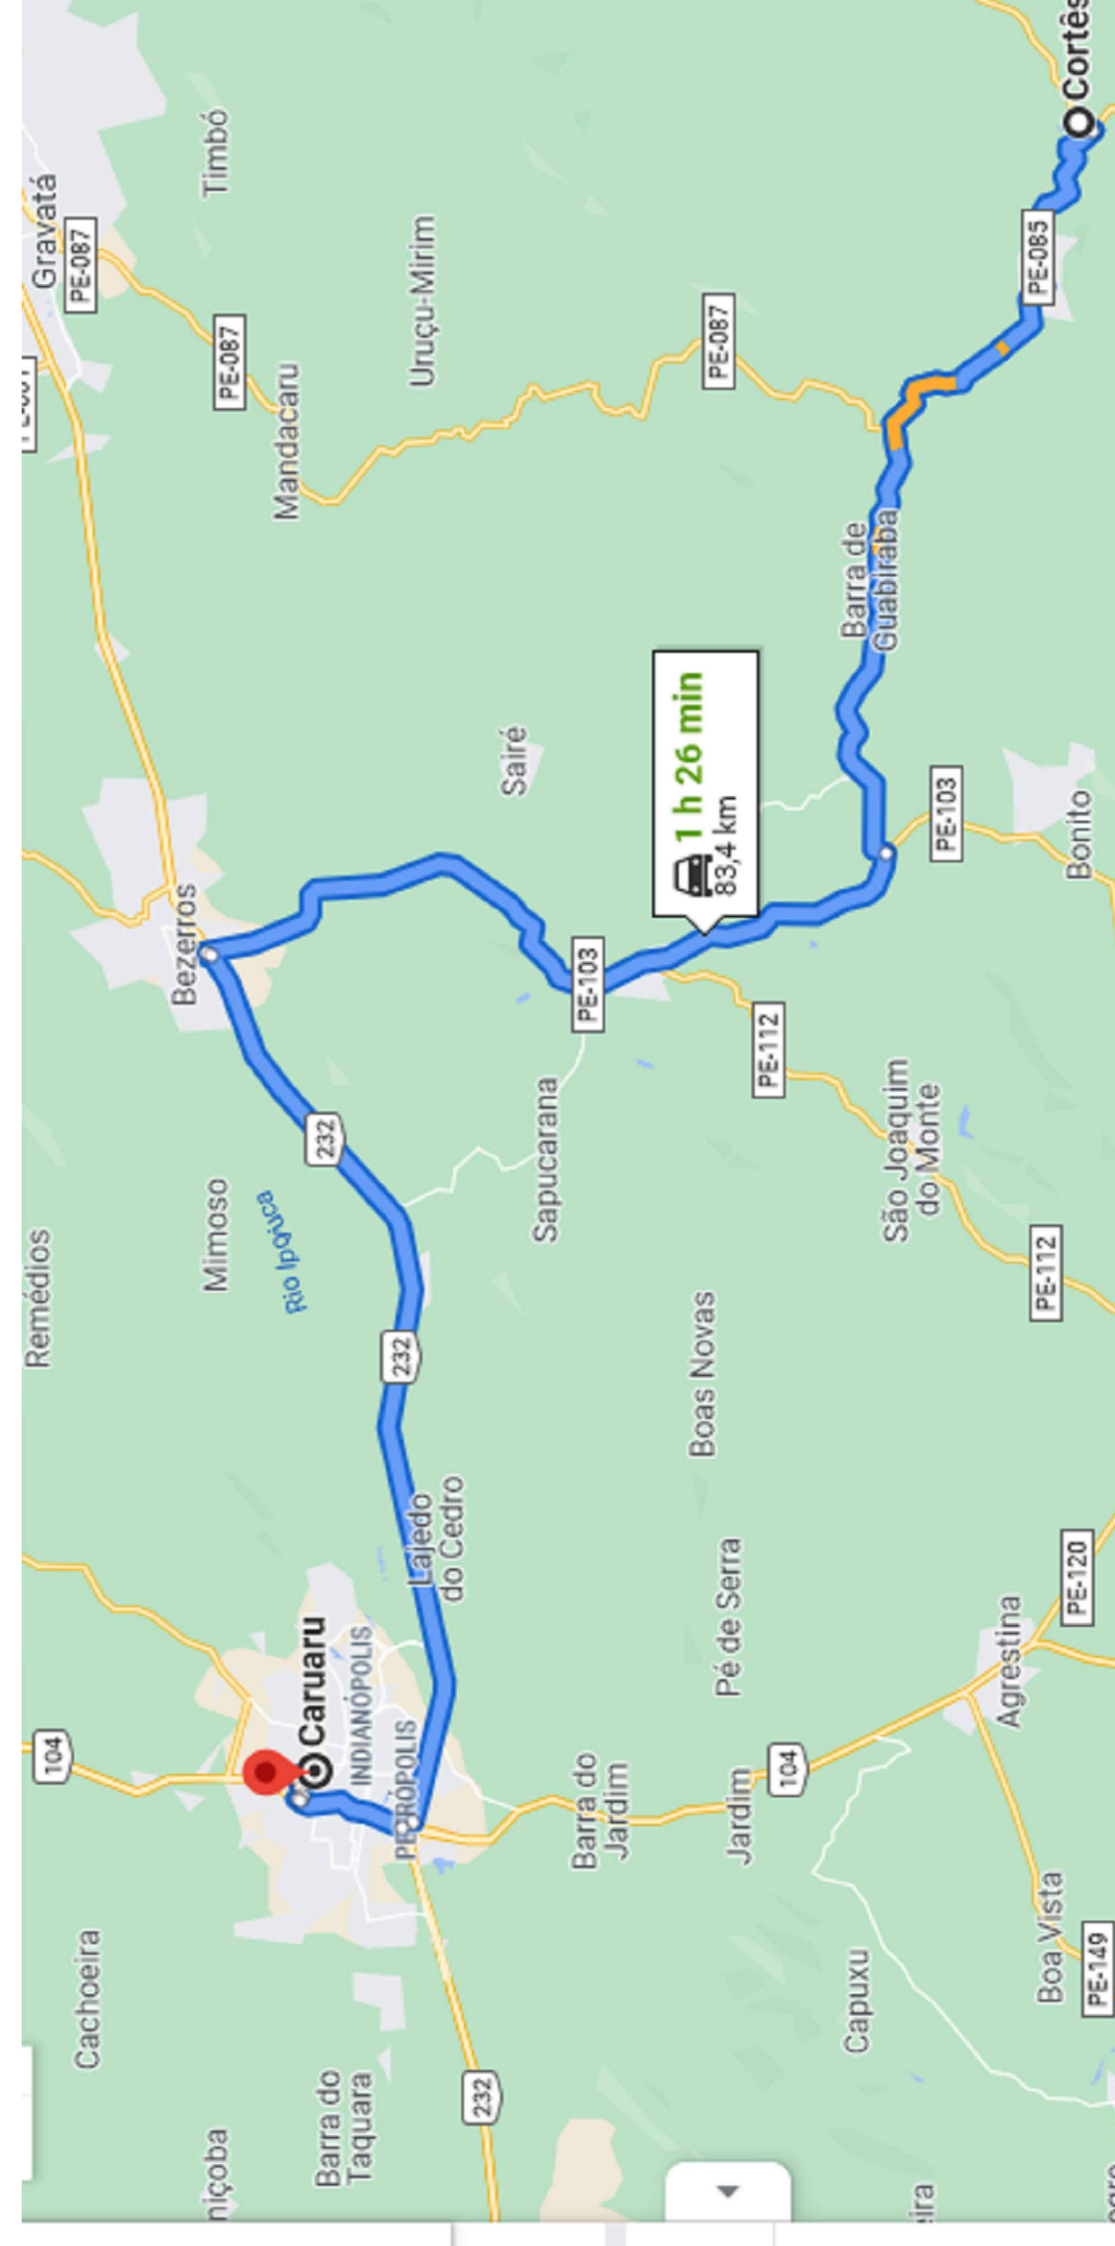 Remédios
Gravatá
104
PE-087
Cachoeira
Bezerros
niçoba
Mimoso
Timbó
PE-087
Rio Ipojuca
Mandacaru
Caruaru
232
Barra do
Taquara
INDIANÓPOLIS
PETRÓPOLIS
232
Lajedo
do Cedro
Uruçu-Mirim
232
Sairé
Sapucarana
PE-103
Barra do
Jardim
1 h 26 min
83,4 km
Boas Novas
PE-087
Pé de Serra
Jardim
PE-112
104
Capuxu
Barra de
Guabiraba
São Joaquim
do Monte
eira
PE-103
Agrestina
PE-085
PE-112
Boa Vista
Bonito
Cortês
PE-120
PE-149